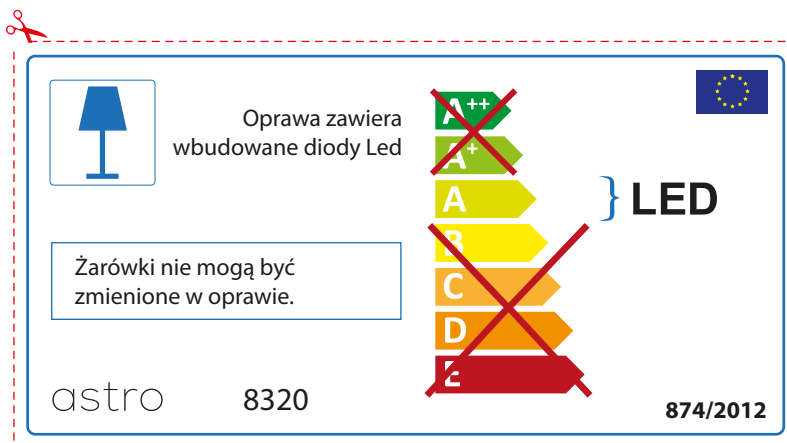 Oprawa zawiera
wbudowane diody Led
A++
A+
A
B
C
D
E
LED
Żarówki nie mogą być
zmienione w oprawie.
astro
8320
874/2012